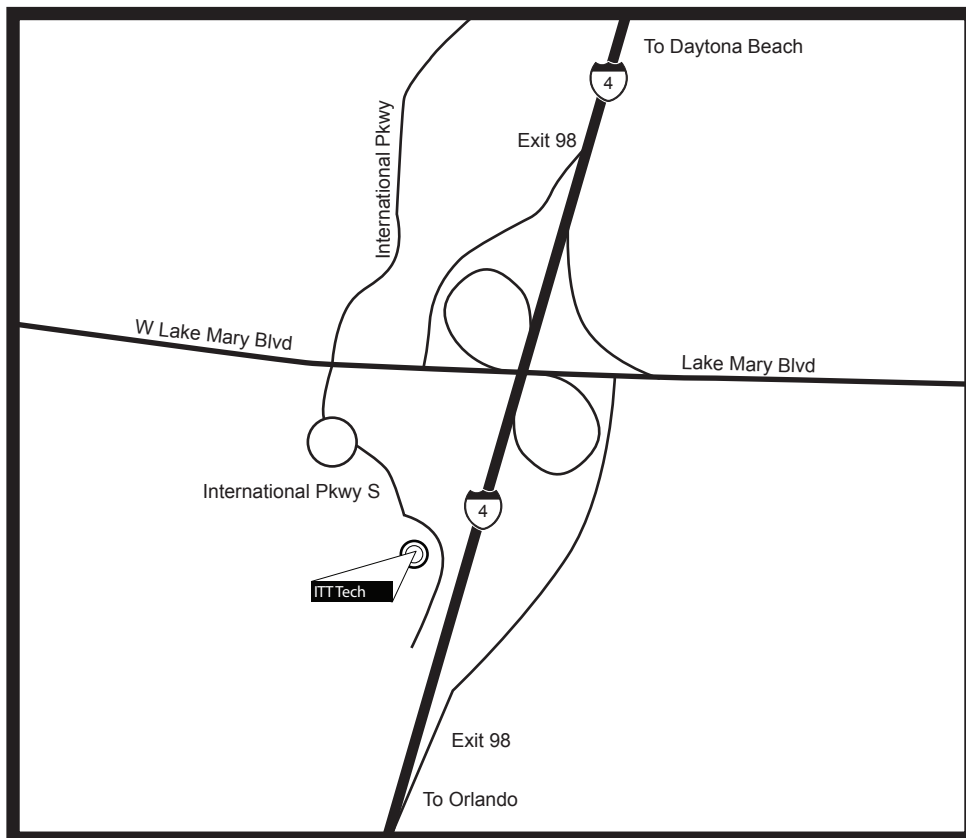 To Daytona Beach
4
Exit 98
International Pkwy
W Lake Mary Blvd
Lake Mary Blvd
International Pkwy S
4
ITT Tech
Exit 98
To Orlando